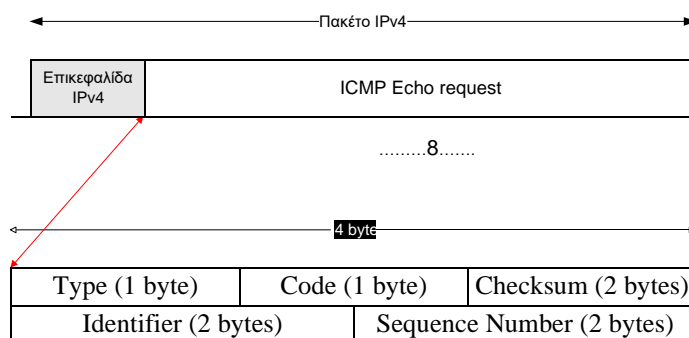 Πακέτο IPv4
Επικεφαλίδα
IPv4
ICMP Echo request
.........8.......
4 byte
Type (1 byte) Code (1 byte) Checksum (2 bytes)
Identifier (2 bytes) Sequence Number (2 bytes)